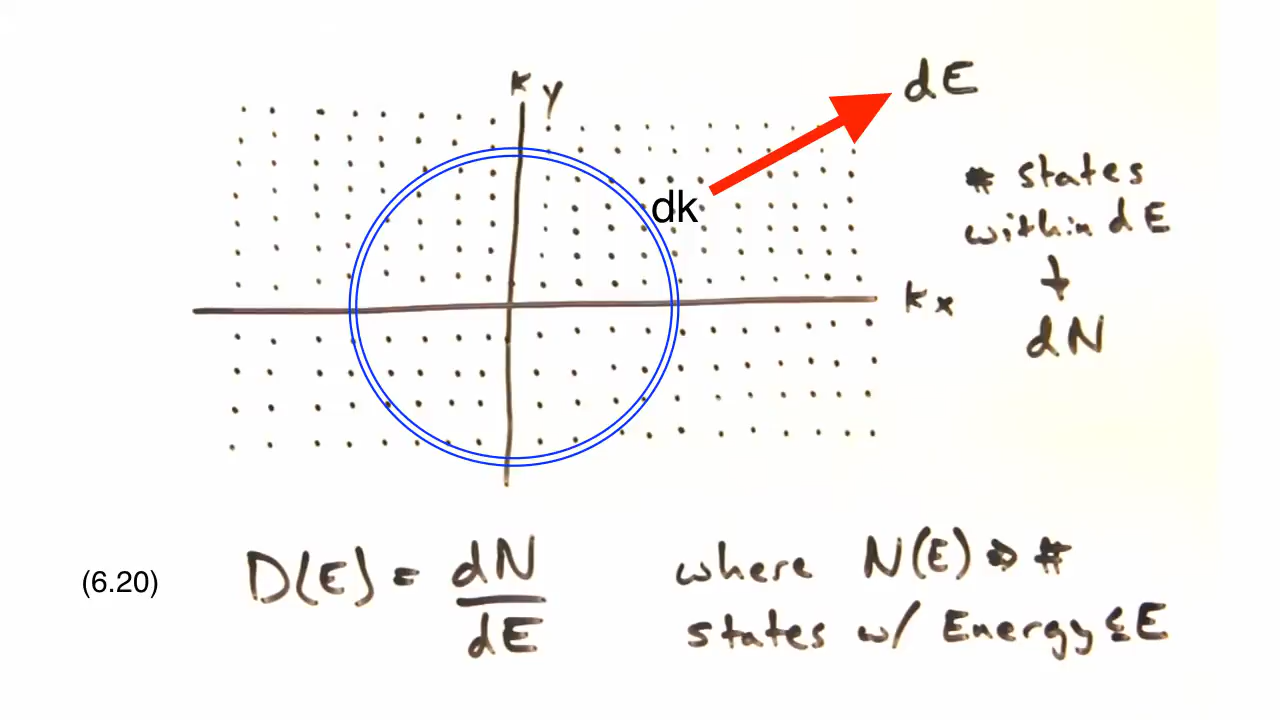 ky
dE
dk
# states
within dE
↓
dN
kx
(6.20) D(E) = dN/dE where N(E) → #
states w/ Energy ≤ E